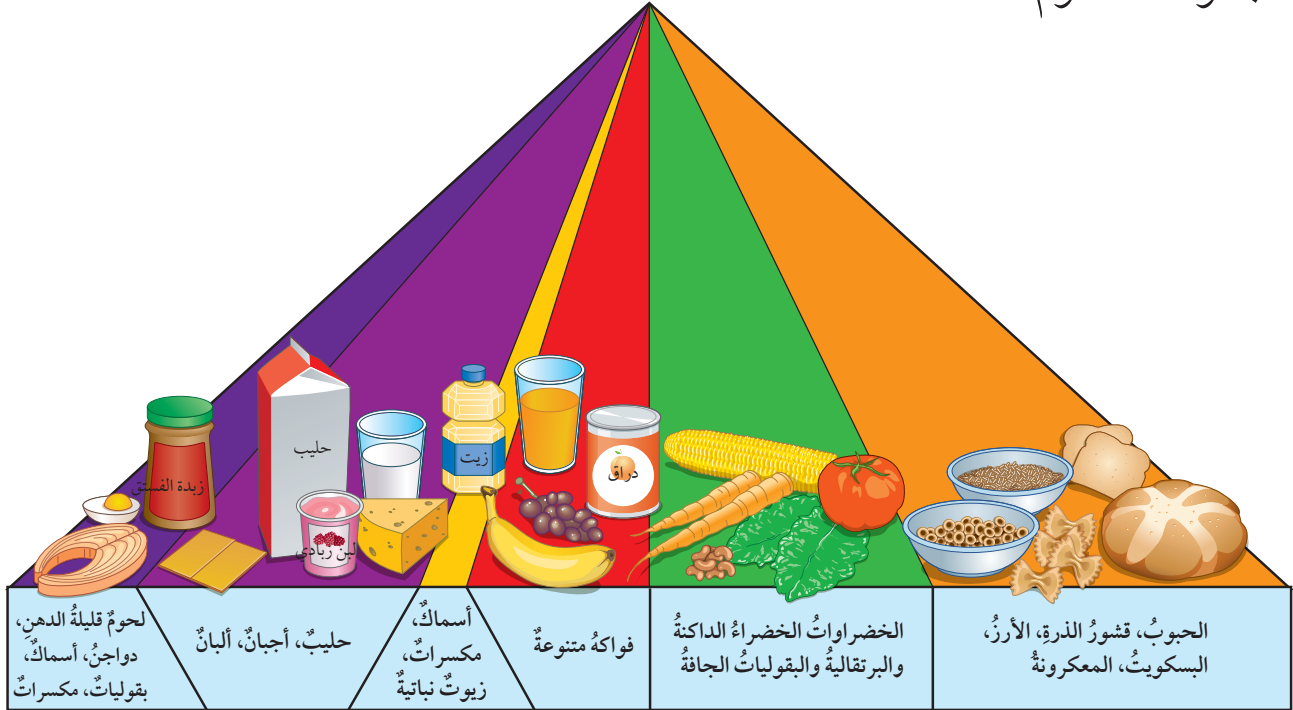 زبدة الفستق
حليب
لبن زبادي
زيت
دراق
الحبوبُ، قشورُ الذرةِ، الأرزُ،
البسكويتُ، المعكرونةُ
الخضراواتُ الخضراءُ الداكنةُ
والبرتقاليةُ والبقولياتُ الجافةُ
فواكهُ متنوعةٌ
أسماكٌ،
مكسراتٌ،
زيوتٌ نباتيةٌ
حليبٌ، أجبانٌ، ألبانٌ
لحومٌ قليلةُ الدهنِ،
دواجنُ، أسماكٌ،
بقولياتٌ، مكسراتٌ